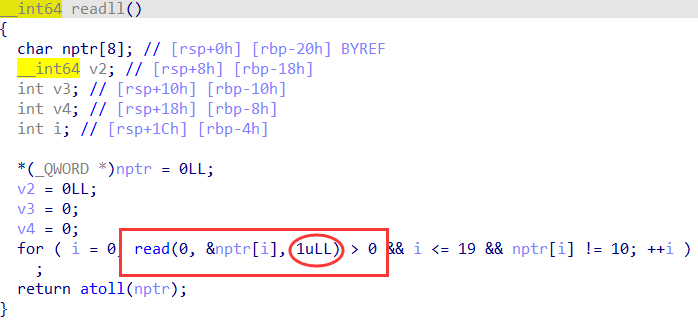 __int64 readll()
{
  char nptr[8]; // [rsp+0h] [rbp-20h] BYREF
  __int64 v2; // [rsp+8h] [rbp-18h]
  int v3; // [rsp+10h] [rbp-10h]
  int v4; // [rsp+18h] [rbp-8h]
  int i; // [rsp+1Ch] [rbp-4h]

  *(_QWORD *)nptr = 0LL;
  v2 = 0LL;
  v3 = 0;
  v4 = 0;
  for ( i = 0; read(0, &nptr[i], 1uLL) > 0 && i <= 19 && nptr[i] != 10; ++i )
    ;
  return atoll(nptr);
}